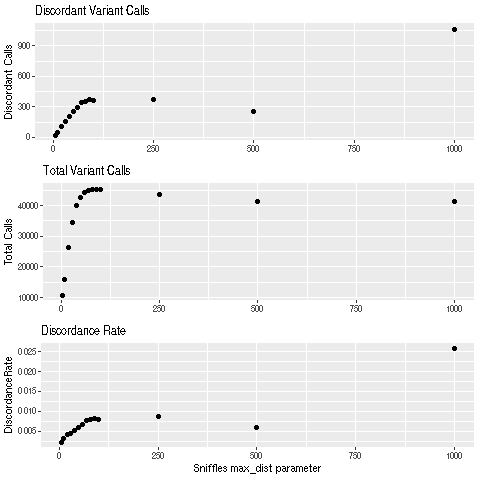 Discordant Variant Calls
Discordant Calls
900
600
300
0
0 250 500 750 1000
Total Variant Calls
Total Calls
40000
30000
20000
10000
0 250 500 750 1000
Discordance Rate
DiscordanceRate
0.025
0.020
0.015
0.010
0.005
0 250 500 750 1000
Sniffles max_dist parameter